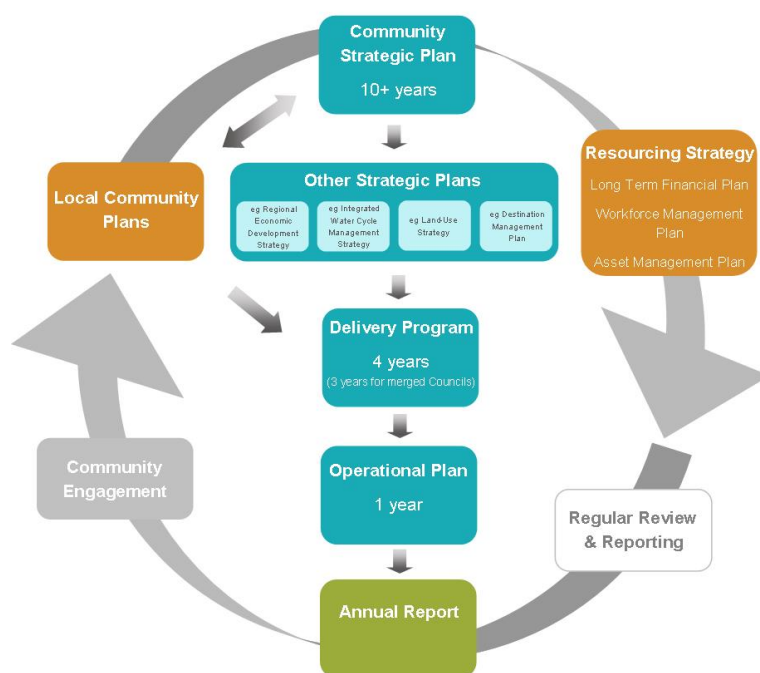 Community
Strategic Plan
10+ years
Local Community
Plans
Other Strategic Plans
eg Regional
Economic
Development
Strategy
eg Integrated
Water Cycle
Management
Strategy
eg Land-Use
Strategy
eg Destination
Management
Plan
Resourcing Strategy
Long Term Financial Plan
Workforce Management
Plan
Asset Management Plan
Delivery Program
4 years
(3 years for merged Councils)
Community
Engagement
Operational Plan
1 year
Regular Review
& Reporting
Annual Report